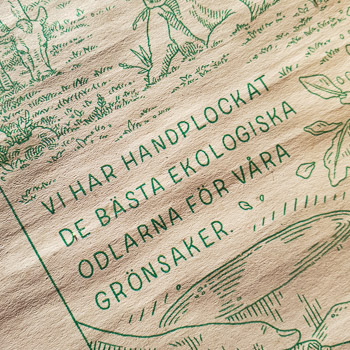 VI HAR HANDPLOCKAT
DE BÄSTA EKOLOGISKA
ODLARNA FÖR VÅRA
GRÖNSAKER.